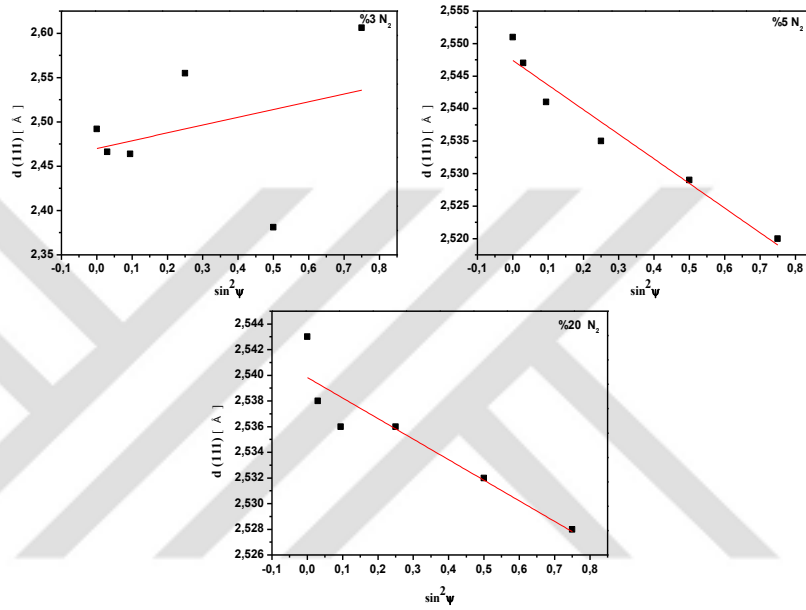 %3 N2
2,60
2,55
2,50
2,45
2,40
2,35
d (111) [ Å ]
-0,1 0,0 0,1 0,2 0,3 0,4 0,5 0,6 0,7 0,8
sin2ψ
%5 N2
2,555
2,550
2,545
2,540
2,535
2,530
2,525
2,520
d (111) [ Å ]
-0,1 0,0 0,1 0,2 0,3 0,4 0,5 0,6 0,7 0,8
sin2ψ
%20 N2
2,544
2,542
2,540
2,538
2,536
2,534
2,532
2,530
2,528
2,526
d (111) [ Å ]
-0,1 0,0 0,1 0,2 0,3 0,4 0,5 0,6 0,7 0,8
sin2ψ